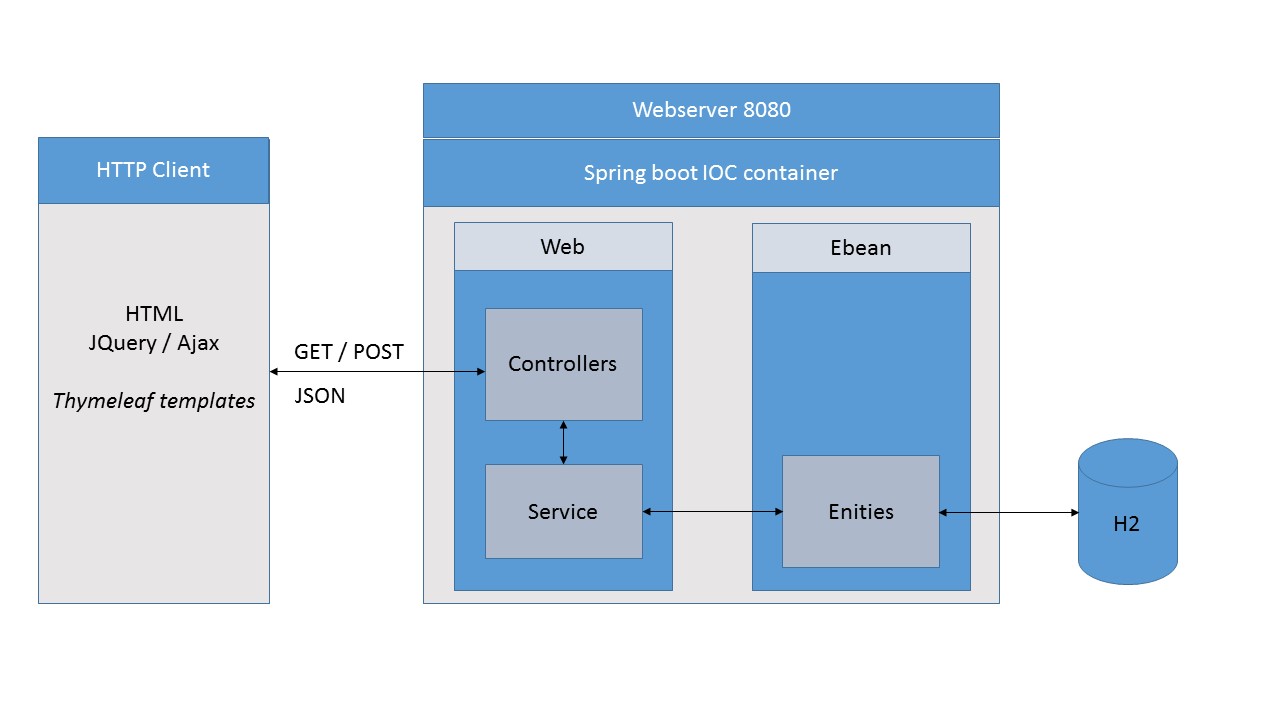 Webserver 8080
HTTP Client
Spring boot IOC container
Web
Ebean
HTML
JQuery / Ajax
Thymeleaf templates
GET / POST
JSON
Controllers
Service
Enities
H2